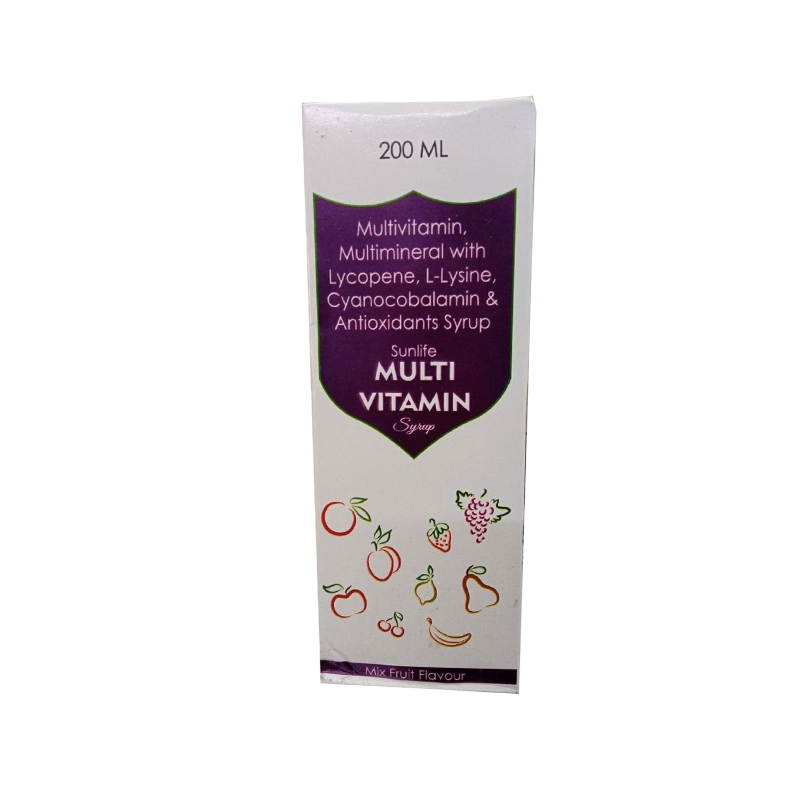 200 ML
Multivitamin,
Multimineral with
Lycopene, L-Lysine,
Cyanocobalamin &
Antioxidants Syrup
Sunlife
MULTI
VITAMIN
Syrup
Mix Fruit Flavour